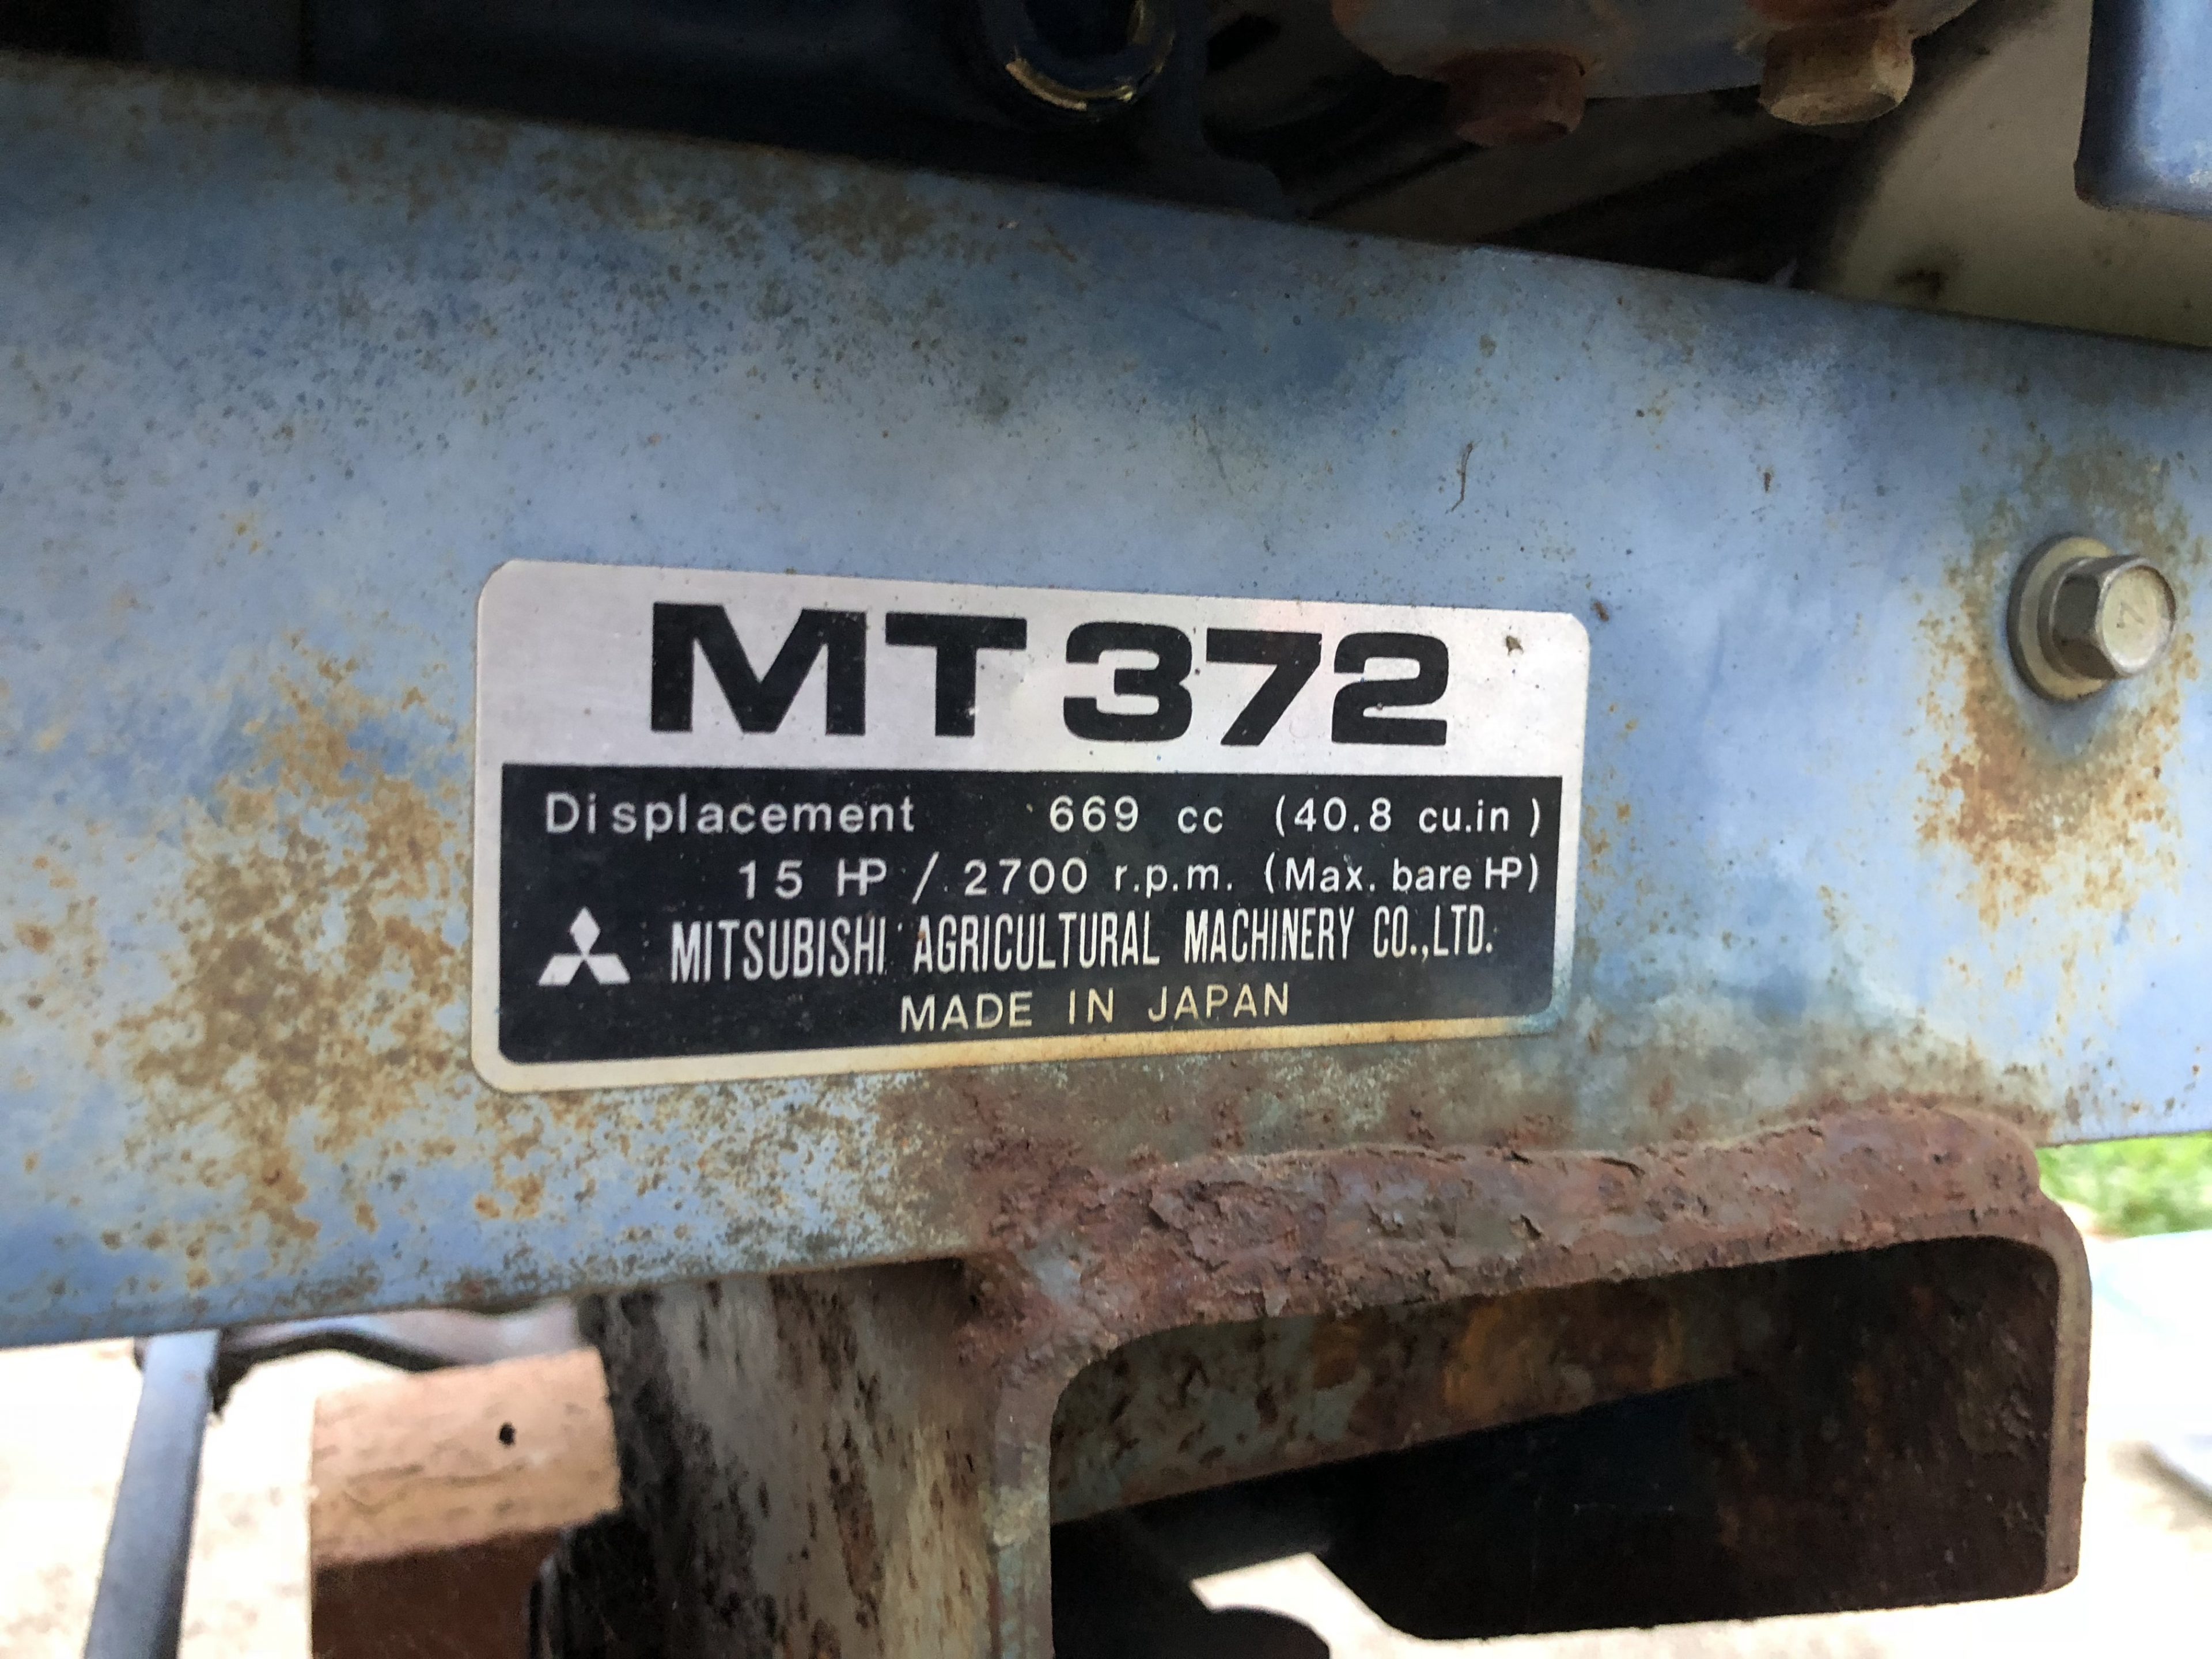 MT372
Displacement 669 cc (40.8 cu.in)
15 HP / 2700 r.p.m. (Max. bare HP)
MITSUBISHI AGRICULTURAL MACHINERY CO.,LTD.
MADE IN JAPAN